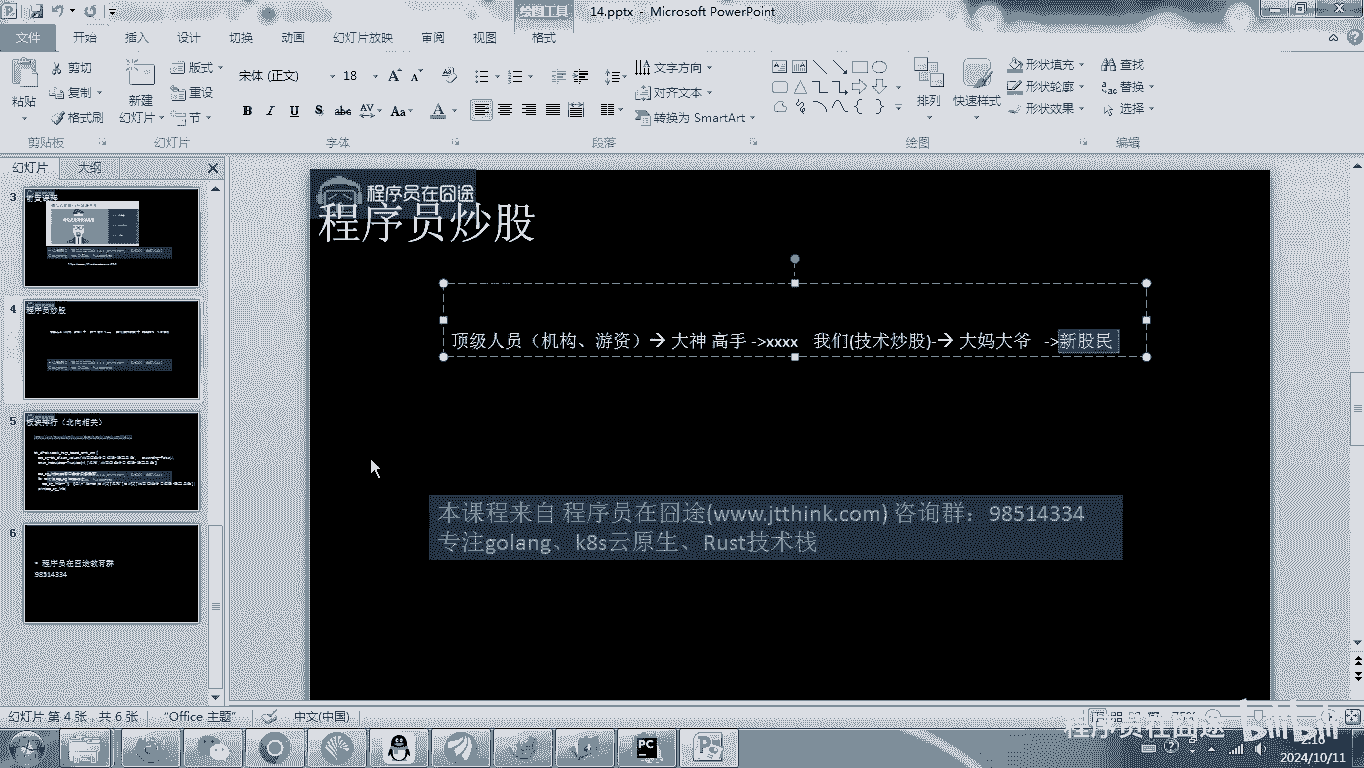 14.pptx - Microsoft PowerPoint
绘图工具
文件 开始 插入 设计 切换 动画 幻灯片放映 审阅 视图 格式
粘贴 剪切 复制 格式刷
新建 幻灯片 版式 重设 节
宋体 (正文) 18
B I U S abc AV Aa A
文字方向 对齐文本 转换为 SmartArt
排列 快速样式 形状填充 形状轮廓 形状效果
查找 替换 选择
剪贴板 幻灯片 字体 段落 绘图 编辑
幻灯片 大纲
3
4
程序员炒股
5
板块排行（北向相关）
6
• 程序员在囧途教育群
98514334
程序员在囧途
程序员炒股
顶级人员（机构、游资）→ 大神 高手 ->xxxx 我们(技术炒股)-→ 大妈大爷 ->新股民
本课程来自 程序员在囧途(www.jtthink.com) 咨询群：98514334
专注golang、k8s云原生、Rust技术栈
幻灯片 第 4 张，共 6 张 "Office 主题" 中文(中国)
程序员在囧途 bilibili
PC
2:18
2024/10/11